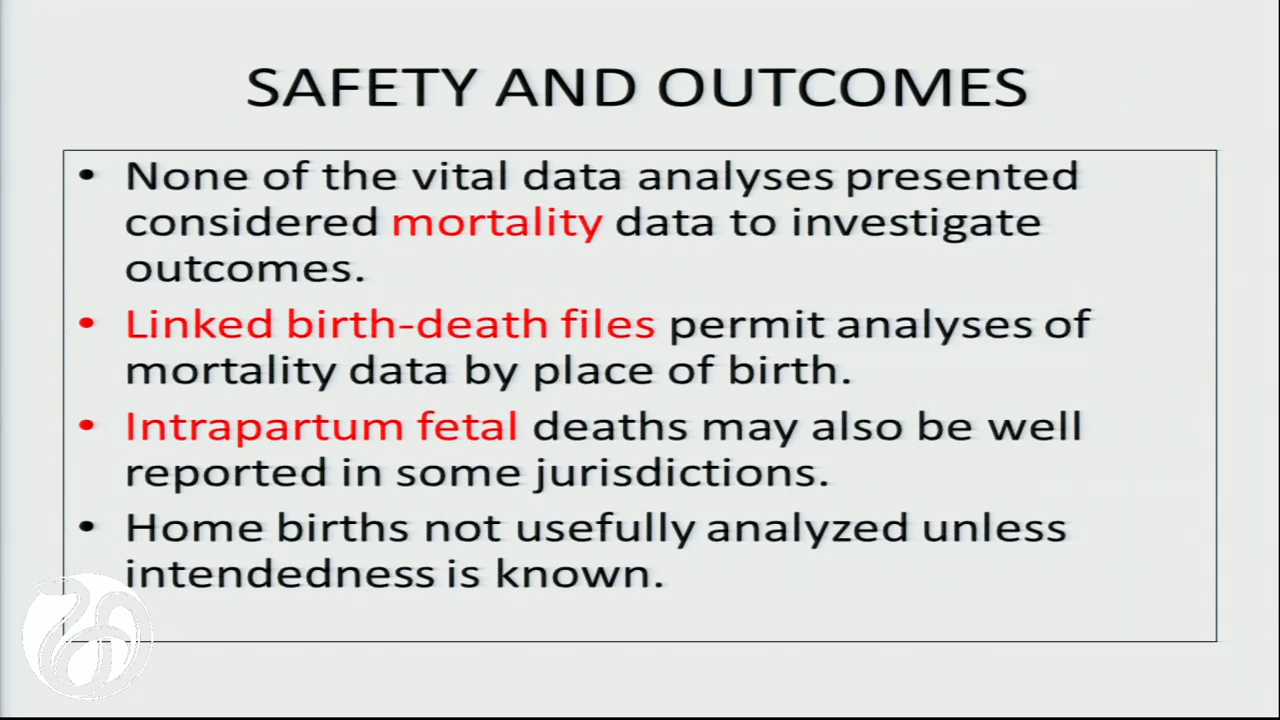 SAFETY AND OUTCOMES
• None of the vital data analyses presented
considered mortality data to investigate
outcomes.
• Linked birth-death files permit analyses of
mortality data by place of birth.
• Intrapartum fetal deaths may also be well
reported in some jurisdictions.
• Home births not usefully analyzed unless
intendedness is known.